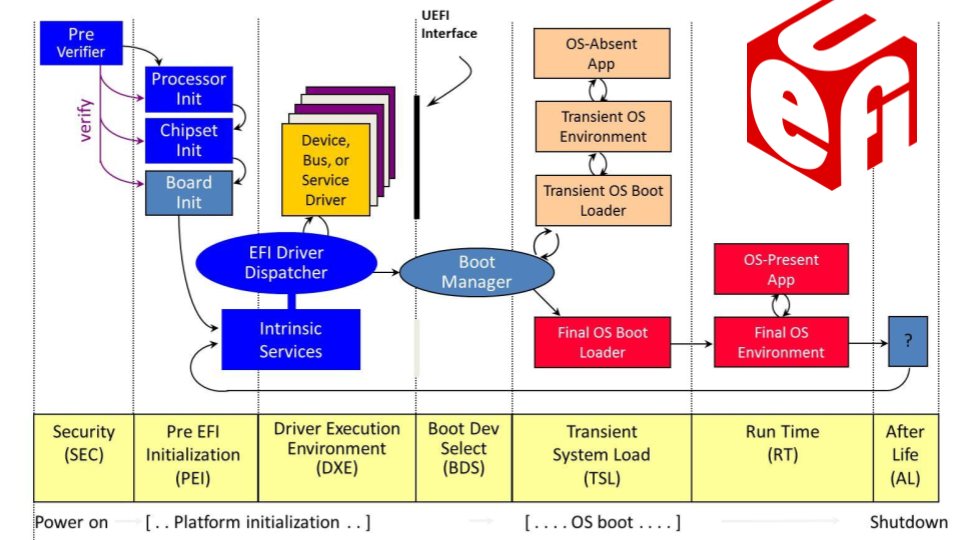 Pre
Verifier
verify
Processor
Init
Chipset
Init
Board
Init
Device,
Bus, or
Service
Driver
EFI Driver
Dispatcher
Intrinsic
Services
UEFI
Interface
Boot
Manager
OS-Absent
App
Transient OS
Environment
Transient OS Boot
Loader
Final OS Boot
Loader
OS-Present
App
Final OS
Environment
?
UEFI
Security
(SEC)
Pre EFI
Initialization
(PEI)
Driver Execution
Environment
(DXE)
Boot Dev
Select
(BDS)
Transient
System Load
(TSL)
Run Time
(RT)
After
Life
(AL)
Power on
[ . . Platform initialization . . ]
[ . . . . OS boot . . . . ]
Shutdown